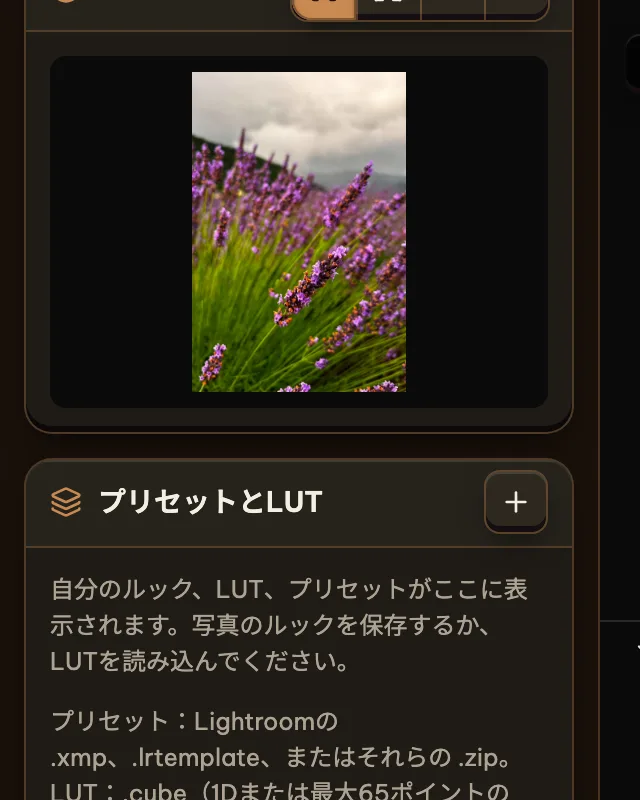 プリセットとLUT
自分のルック、LUT、プリセットがここに表
示されます。写真のルックを保存するか、
LUTを読み込んでください。
プリセット：Lightroomの
.xmp、.lrtemplate、またはそれらの .zip。
LUT：.cube（1Dまたは最大65ポイントの